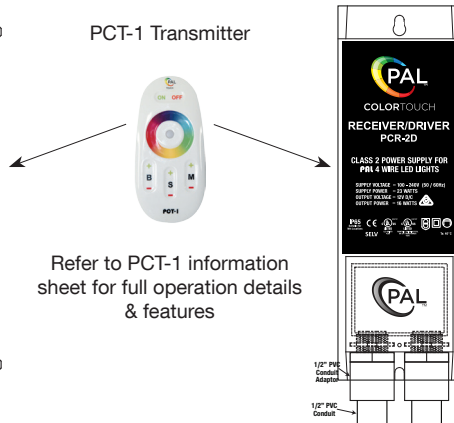 PCT-1 Transmitter
PAL
ON OFF
B S M
PCT-1
Refer to PCT-1 information
sheet for full operation details
& features
PAL
COLORTOUCH
RECEIVER/DRIVER
PCR-2D
CLASS 2 POWER SUPPLY FOR
PAL 4 WIRE LED LIGHTS
SUPPLY VOLTAGE - 100 - 240V (50 / 60Hz)
SUPPLY POWER - 23 WATTS
OUTPUT VOLTAGE - 12V D/C
OUTPUT POWER - 16 WATTS
IP65 CE
SELV
PAL
1/2" PVC
Conduit
Adaptor
1/2" PVC
Conduit